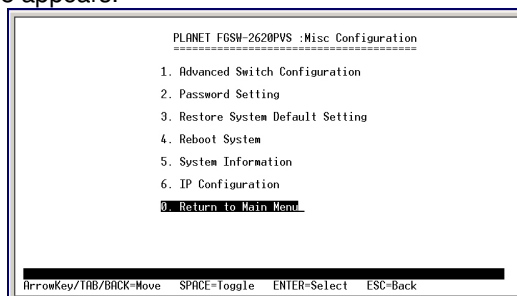 appears.
PLANET FGSW-2620PVS :Misc Configuration
=======================================
1. Advanced Switch Configuration
2. Password Setting
3. Restore System Default Setting
4. Reboot System
5. System Information
6. IP Configuration
0. Return to Main Menu_
ArrowKey/TAB/BACK=Move SPACE=Toggle ENTER=Select ESC=Back